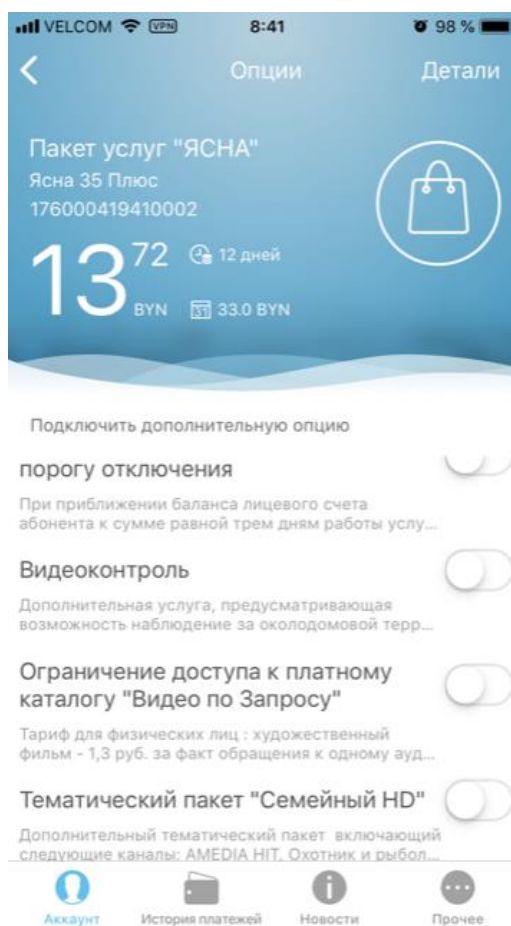 VELCOM VPN 8:41 98 %
Опции Детали
Пакет услуг "ЯСНА"
Ясна 35 Плюс
176000419410002
13 72 BYN
12 дней
31 33.0 BYN
Подключить дополнительную опцию
порогу отключения
При приближении баланса лицевого счета
абонента к сумме равной трем дням работы услу...
Видеоконтроль
Дополнительная услуга, предусматривающая
возможность наблюдение за околодомовой терр...
Ограничение доступа к платному
каталогу "Видео по Запросу"
Тариф для физических лиц : художественный
фильм - 1,3 руб. за факт обращения к одному ауд...
Тематический пакет "Семейный HD"
Дополнительный тематический пакет включающий
следующие каналы: AMEDIA HIT, Охотник и рыбол...
Аккаунт История платежей Новости Прочее